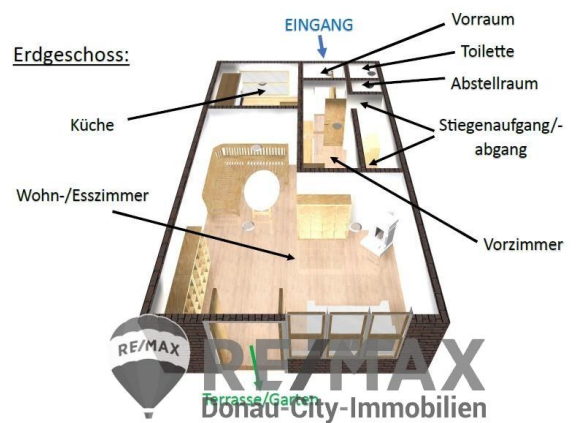 EINGANG
Vorraum
Erdgeschoss:
Toilette
Abstellraum
Küche
Stiegenaufgang/-
abgang
Wohn-/Esszimmer
Vorzimmer
RE/MAX
RE/MAX
Terrasse/Garten
Donau-City-Immobilien